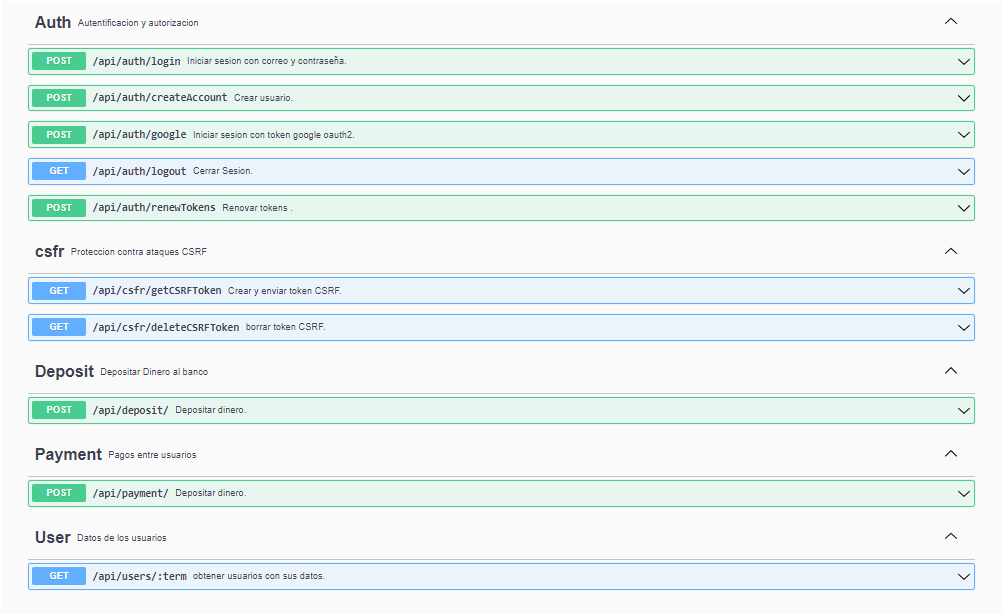 Auth Autentificacion y autorizacion
POST /api/auth/login Iniciar sesion con correo y contraseña.
POST /api/auth/createAccount Crear usuario.
POST /api/auth/google Iniciar sesion con token google oauth2.
GET /api/auth/logout Cerrar Sesion.
POST /api/auth/renewTokens Renovar tokens .
csfr Proteccion contra ataques CSRF
GET /api/csfr/getCSRFToken Crear y enviar token CSRF.
GET /api/csfr/deleteCSRFToken borrar token CSRF.
Deposit Depositar Dinero al banco
POST /api/deposit/ Depositar dinero.
Payment Pagos entre usuarios
POST /api/payment/ Depositar dinero.
User Datos de los usuarios
GET /api/users/:term obtener usuarios con sus datos.